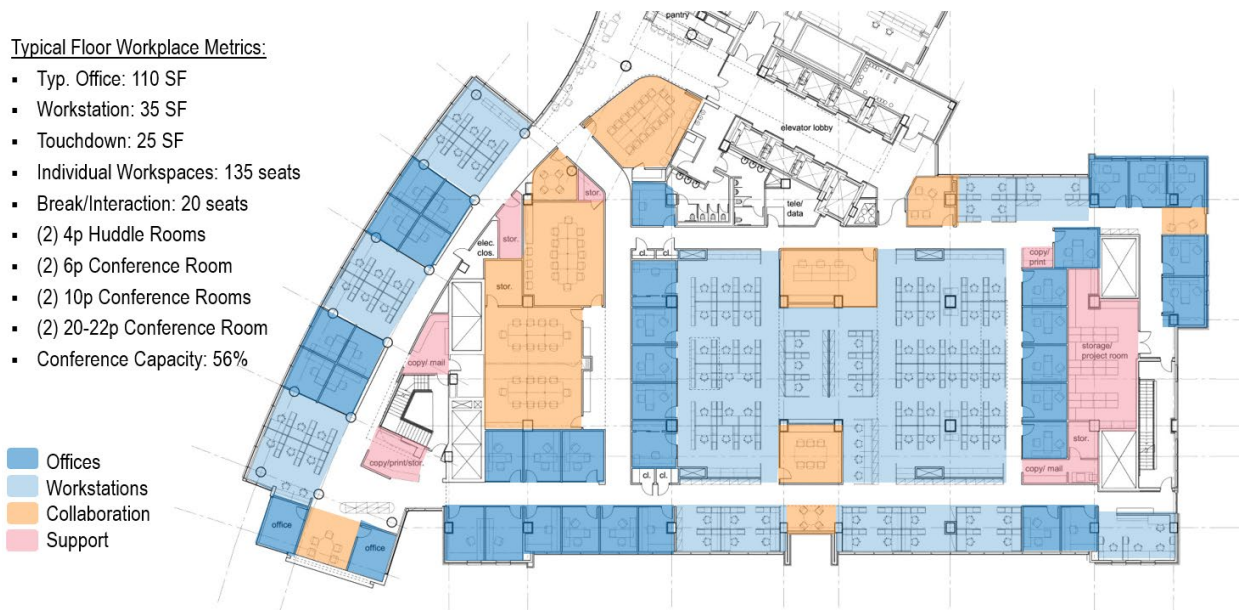 Typical Floor Workplace Metrics:
▪ Typ. Office: 110 SF
▪ Workstation: 35 SF
▪ Touchdown: 25 SF
▪ Individual Workspaces: 135 seats
▪ Break/Interaction: 20 seats
▪ (2) 4p Huddle Rooms
▪ (2) 6p Conference Room
▪ (2) 10p Conference Rooms
▪ (2) 20-22p Conference Room
▪ Conference Capacity: 56%
Offices
Workstations
Collaboration
Support
pantry
elevator lobby
tele/
data
stor.
stor.
elec.
clos.
stor.
copy/ mail
copy/print/stor.
office
office
cl.
cl.
cl.
cl.
copy/
print
storage/
project room
stor.
copy/ mail